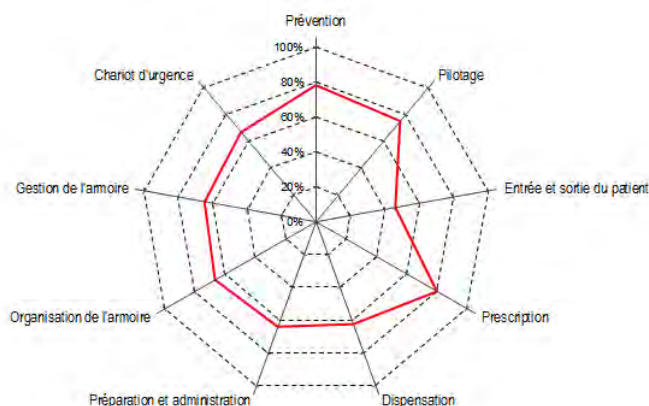 Prévention
100%
Chariot d'urgence
Pilotage
80%
60%
40%
Gestion de l'armoire
20%
Entrée et sortie du patient
0%
Organisation de l'armoire
Prescription
Préparation et administration
Dispensation